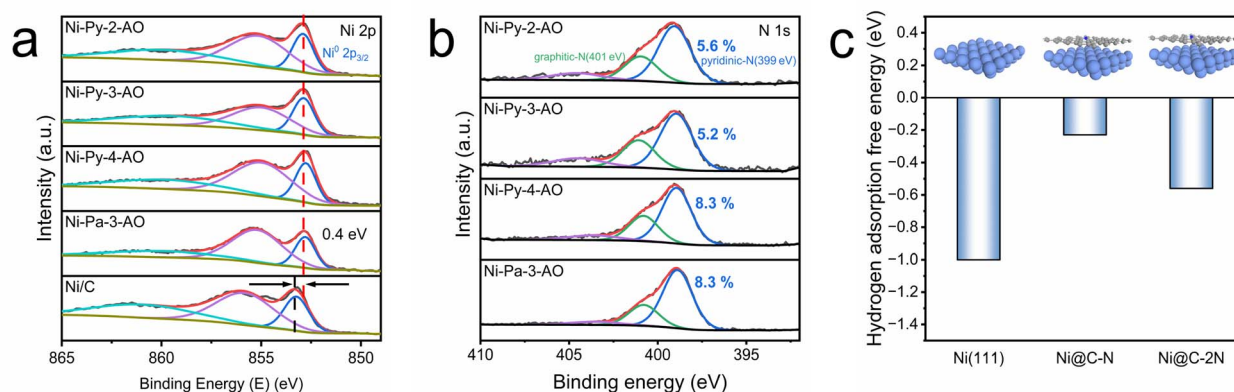 a
Ni-Py-2-AO
Ni 2p
Ni⁰ 2p₃/₂
Ni-Py-3-AO
Ni-Py-4-AO
Ni-Pa-3-AO
0.4 eV
Ni/C
Intensity (a.u.)
865 860 855 850
Binding Energy (E) (eV)
b
Ni-Py-2-AO
N 1s
graphitic-N(401 eV)
5.6 %
pyridinic-N(399 eV)
Ni-Py-3-AO
5.2 %
Ni-Py-4-AO
8.3 %
Ni-Pa-3-AO
8.3 %
Intensity (a.u.)
410 405 400 395
Binding energy (eV)
c
Hydrogen adsorption free energy (eV)
0.4
0.2
0.0
−0.2
−0.4
−0.6
−0.8
−1.0
−1.2
−1.4
Ni(111) Ni@C-N Ni@C-2N